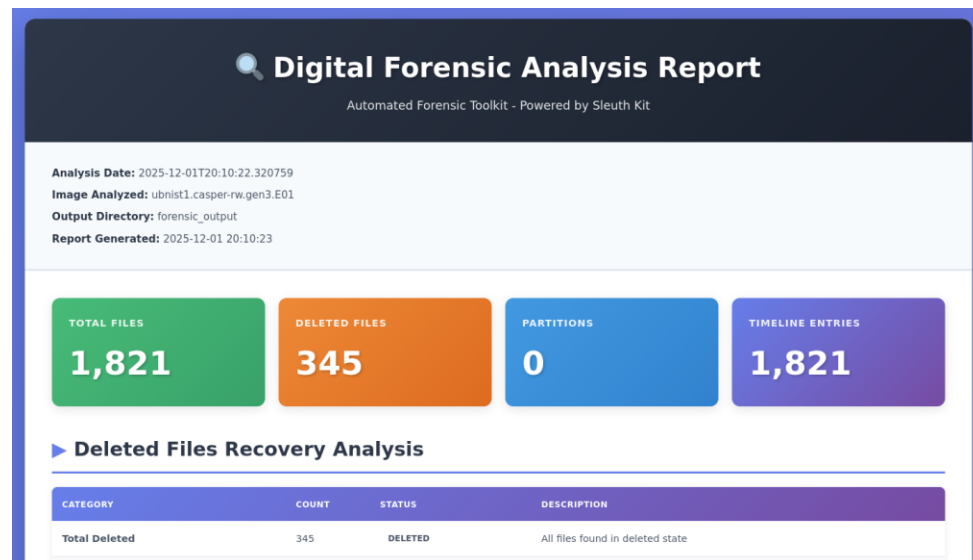 Digital Forensic Analysis Report
Automated Forensic Toolkit - Powered by Sleuth Kit
Analysis Date: 2025-12-01T20:10:22.320759
Image Analyzed: ubnist1.casper-rw.gen3.E01
Output Directory: forensic_output
Report Generated: 2025-12-01 20:10:23
TOTAL FILES DELETED FILES PARTITIONS TIMELINE ENTRIES
1,821 345 0 1,821
Deleted Files Recovery Analysis
CATEGORY COUNT STATUS DESCRIPTION
Total Deleted 345 DELETED All files found in deleted state